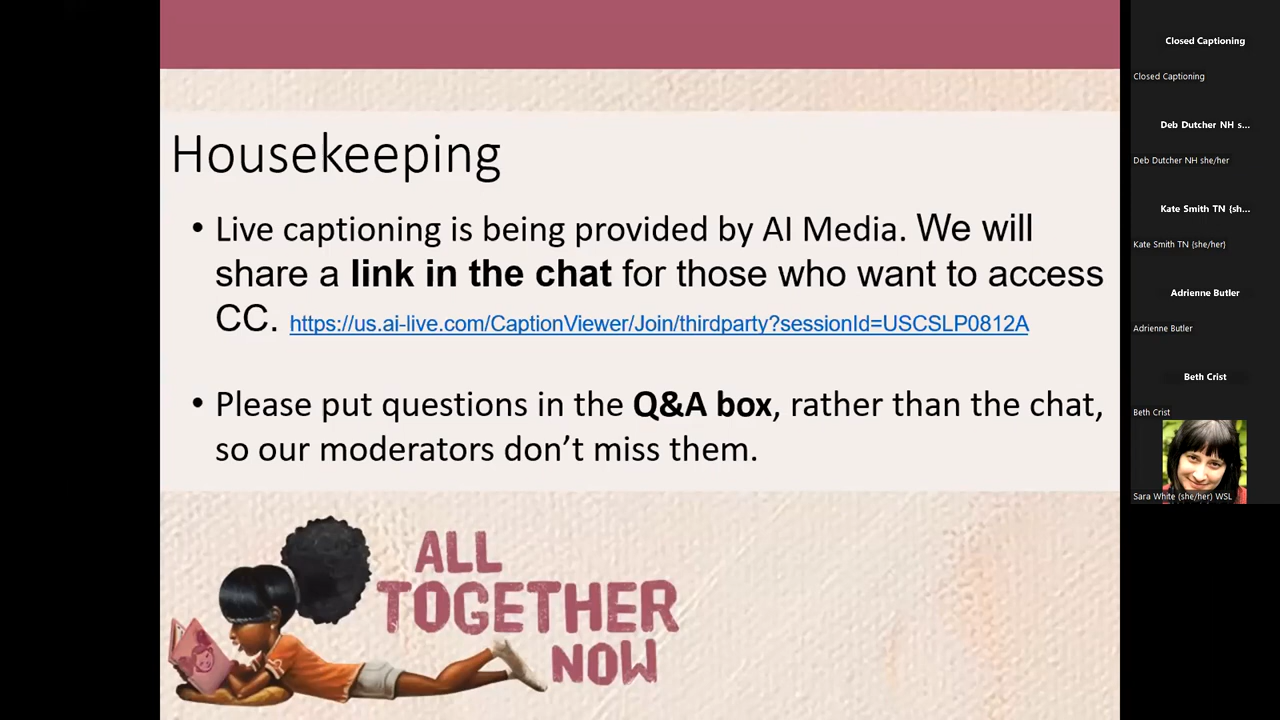 Housekeeping
• Live captioning is being provided by AI Media. We will
share a link in the chat for those who want to access
CC. https://us.ai-live.com/CaptionViewer/Join/thirdparty?sessionId=USCSLP0812A
• Please put questions in the Q&A box, rather than the chat,
so our moderators don’t miss them.
ALL
TOGETHER
NOW
Closed Captioning
Closed Captioning
Deb Dutcher NH s...
Deb Dutcher NH she/her
Kate Smith TN (sh...
Kate Smith TN (she/her)
Adrienne Butler
Adrienne Butler
Beth Crist
Beth Crist
Sara White (she/her) WSL